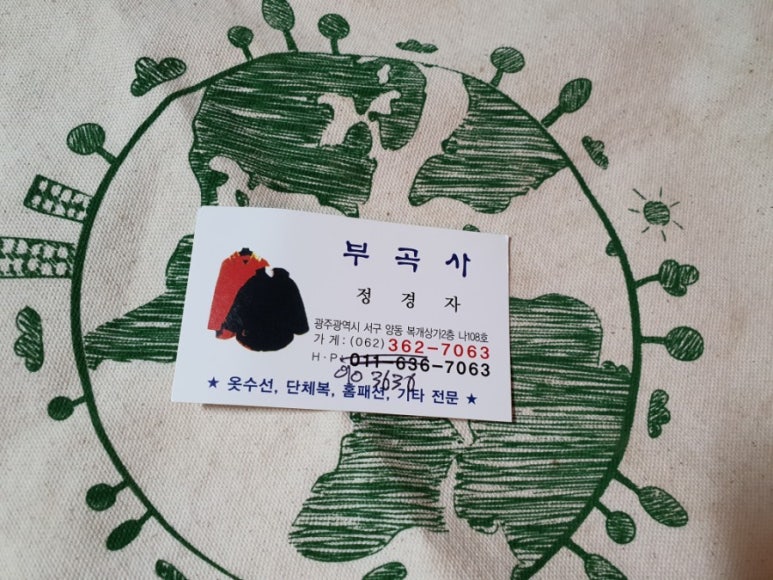 부곡사
정경자
광주광역시 서구 양동 복개상가2층 나108호
가게:(062)362-7063
H·P 011-636-7063
010 3636
★ 옷수선, 단체복, 홈패션, 기타 전문 ★